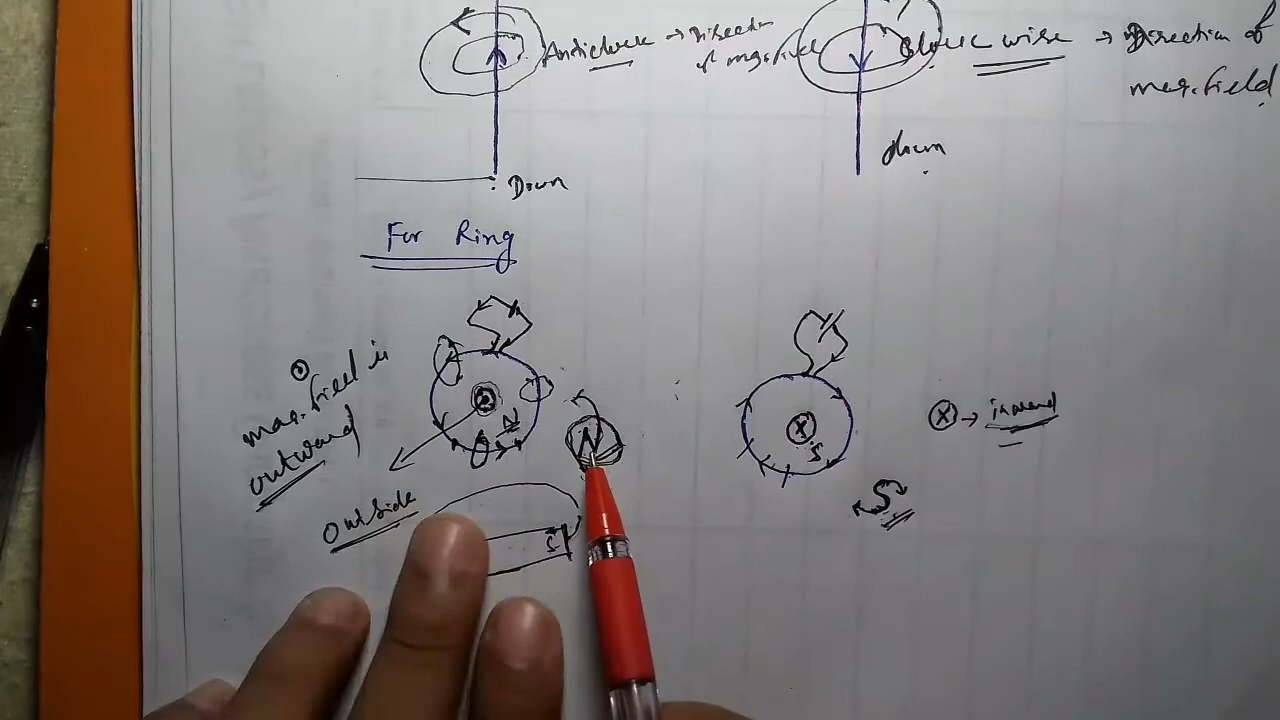 Anticlock → Direction
of mag. field
Clock wise → Direction of
mag. field
Down
down
For Ring
mag. field is
outward
outside
N
N
S
S
S
→ inward